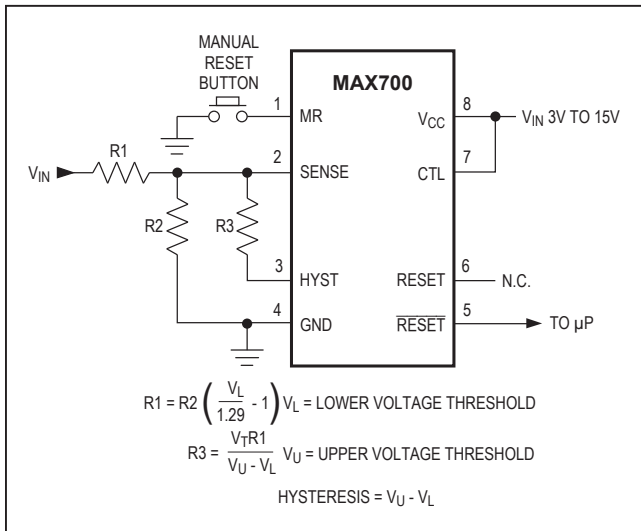 MANUAL
RESET
BUTTON
MAX700
1 MR
VCC 8
VIN 3V TO 15V
R1
VIN
2 SENSE
CTL 7
R2
R3
3 HYST
RESET 6
N.C.
4 GND
RESET 5
TO µP
R1 = R2 ( VL / 1.29 - 1 ) VL = LOWER VOLTAGE THRESHOLD
R3 = VTR1 / VU - VL VU = UPPER VOLTAGE THRESHOLD
HYSTERESIS = VU - VL